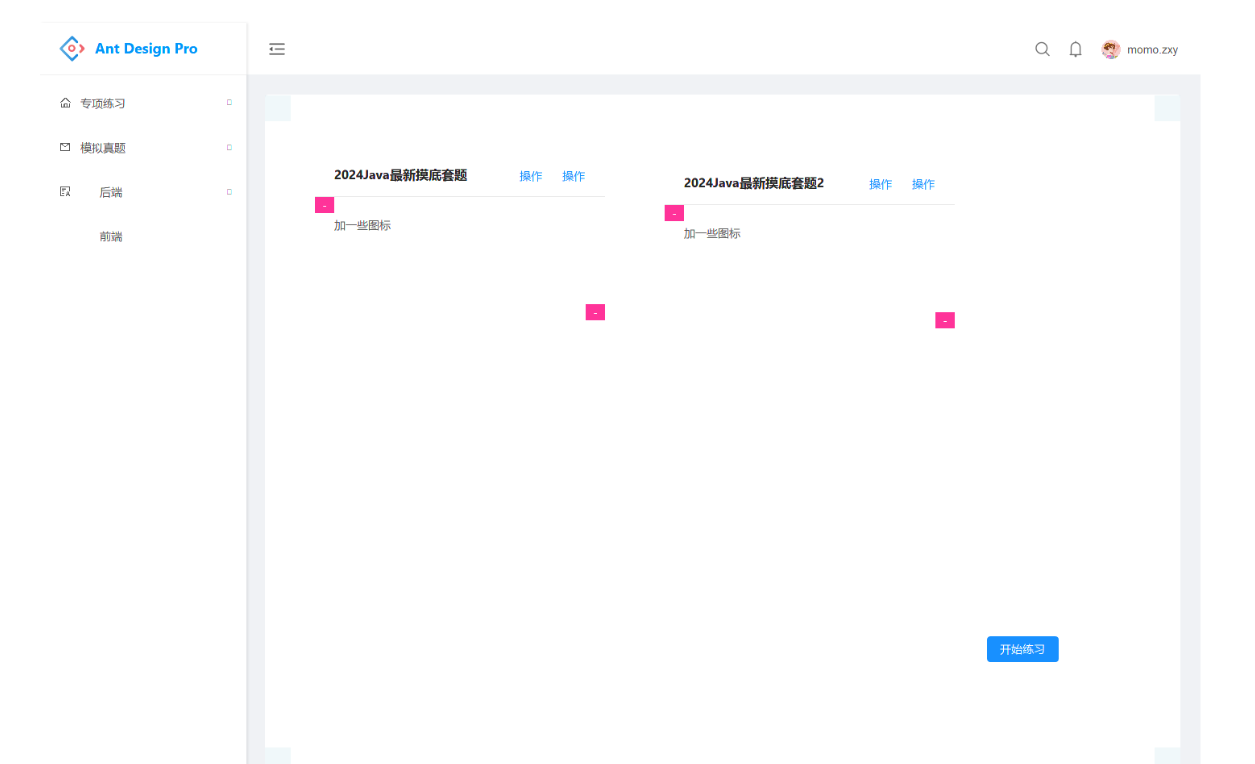 Ant Design Pro
momo.zxy
专项练习
模拟真题
后端
前端
2024Java最新摸底套题 操作 操作
-
加一些图标
-
2024Java最新摸底套题2 操作 操作
-
加一些图标
-
开始练习